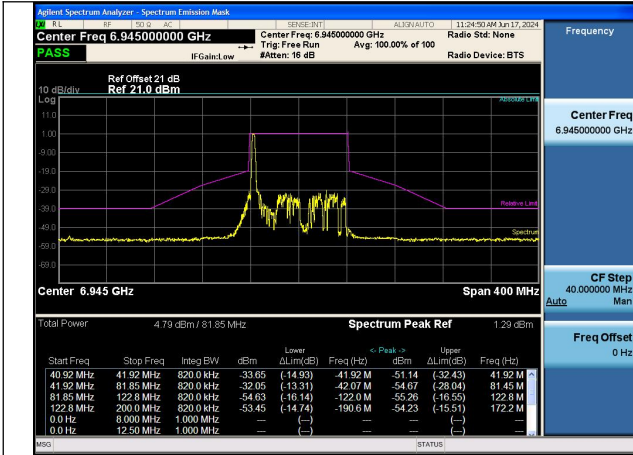 Agilent Spectrum Analyzer - Spectrum Emission Mask
RL RF 50 Ω AC SENSE:INT ALIGN AUTO 11:24:50 AM Jun 17, 2024
Center Freq 6.945000000 GHz Center Freq: 6.945000000 GHz Radio Std: None
Trig: Free Run Avg: 100.00% of 100
PASS IFGain:Low #Atten: 16 dB Radio Device: BTS
Ref Offset 21 dB
10 dB/div Ref 21.0 dBm
Log
Absolute Limit
11.0
1.00
-9.00
-19.0
-29.0
-39.0
Relative Limit
-49.0
Spectrum
-59.0
-69.0
Center 6.945 GHz Span 400 MHz
Total Power 4.79 dBm / 81.85 MHz Spectrum Peak Ref 1.29 dBm
Lower <- Peak -> Upper
Start Freq Stop Freq Integ BW dBm ΔLim(dB) Freq (Hz) dBm ΔLim(dB) Freq (Hz)
40.92 MHz 41.92 MHz 820.0 kHz -33.65 (-14.93) -41.92 M -51.14 (-32.43) 41.92 M
41.92 MHz 81.85 MHz 820.0 kHz -32.05 (-13.31) -42.07 M -54.67 (-28.04) 81.45 M
81.85 MHz 122.8 MHz 820.0 kHz -54.63 (-16.14) -122.0 M -55.26 (-16.55) 122.8 M
122.8 MHz 200.0 MHz 820.0 kHz -53.45 (-14.74) -190.6 M -54.23 (-15.51) 172.2 M
0.0 Hz 8.000 MHz 1.000 MHz --- (---) --- --- (---) ---
0.0 Hz 12.50 MHz 1.000 MHz --- (---) --- --- (---) ---
MSG STATUS
Frequency
Center Freq
6.945000000 GHz
CF Step
40.000000 MHz
Auto Man
Freq Offset
0 Hz